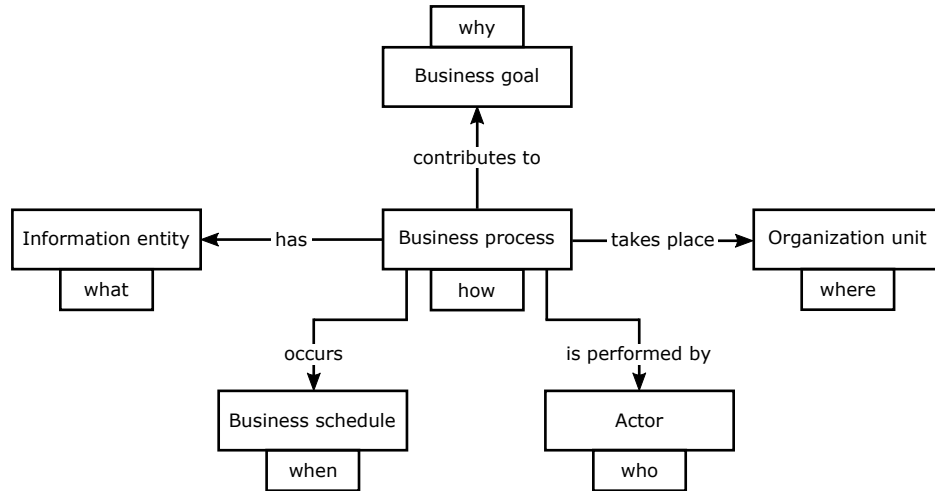 why
Business goal
contributes to
Information entity
has
Business process
takes place
Organization unit
what
how
where
occurs
is performed by
Business schedule
Actor
when
who